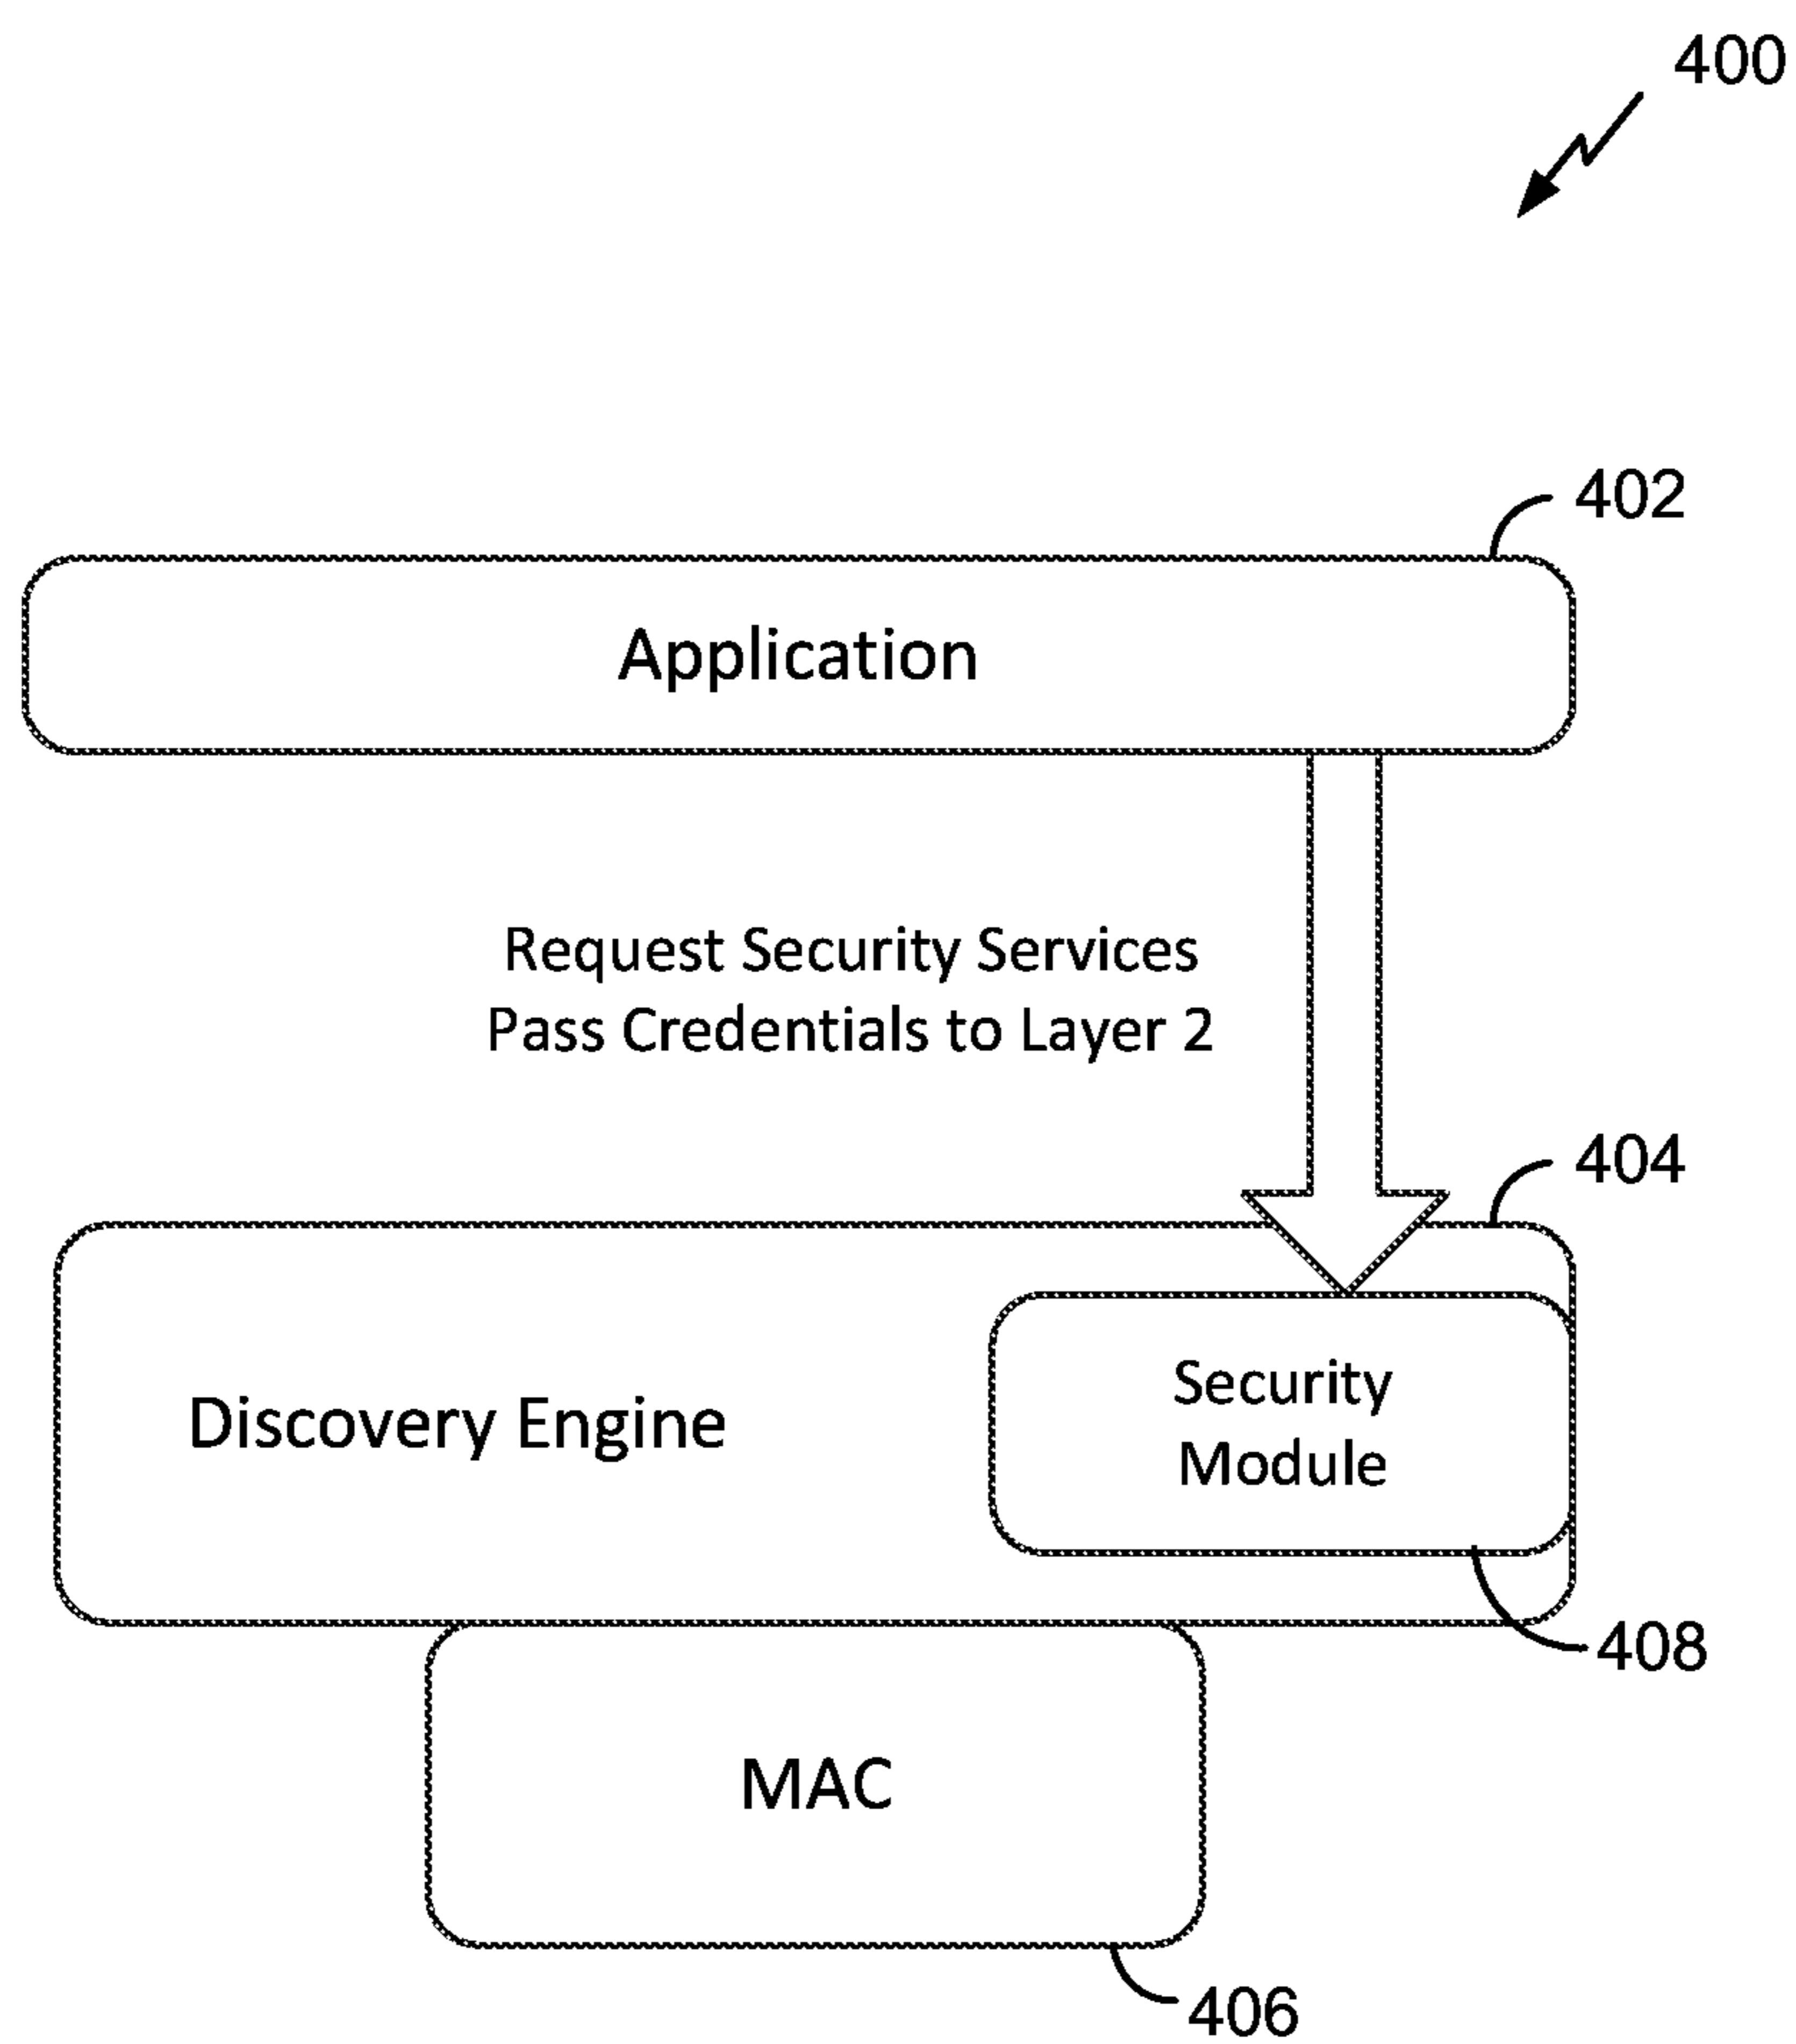 400
402
Application
Request Security Services
Pass Credentials to Layer 2
404
Discovery Engine
Security
Module
408
MAC
406